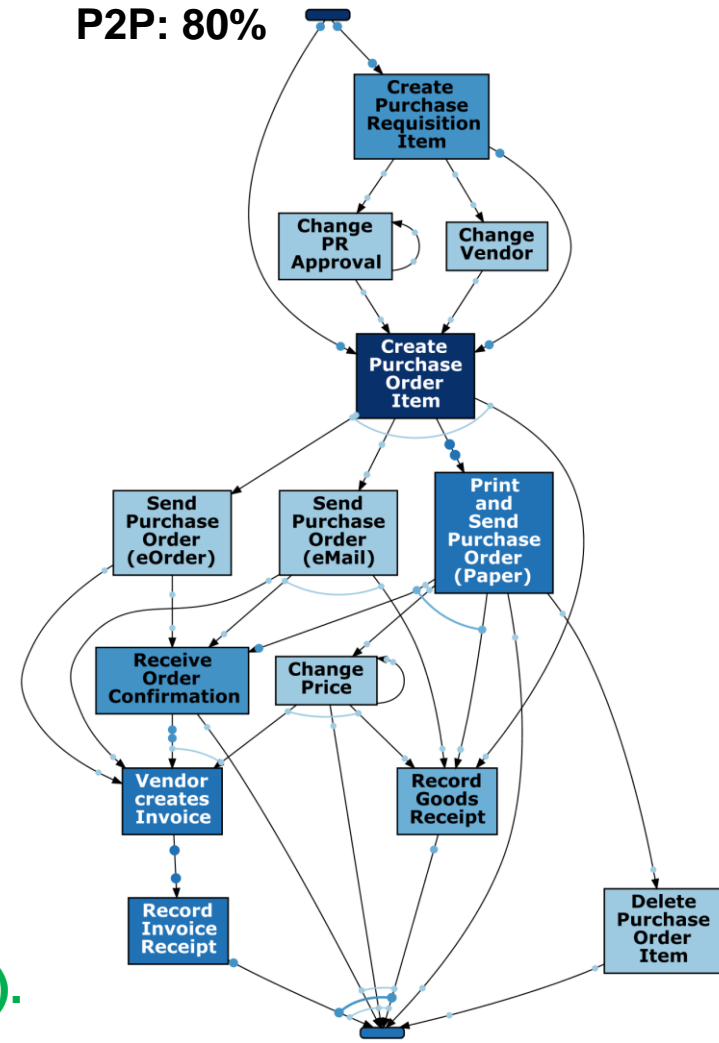 P2P: 80%
Create
Purchase
Requisition
Item
Change
PR
Approval
Change
Vendor
Create
Purchase
Order
Item
Send
Purchase
Order
(eOrder)
Send
Purchase
Order
(eMail)
Print
and
Send
Purchase
Order
(Paper)
Receive
Order
Confirmation
Change
Price
Vendor
creates
Invoice
Record
Goods
Receipt
Record
Invoice
Receipt
Delete
Purchase
Order
Item
).